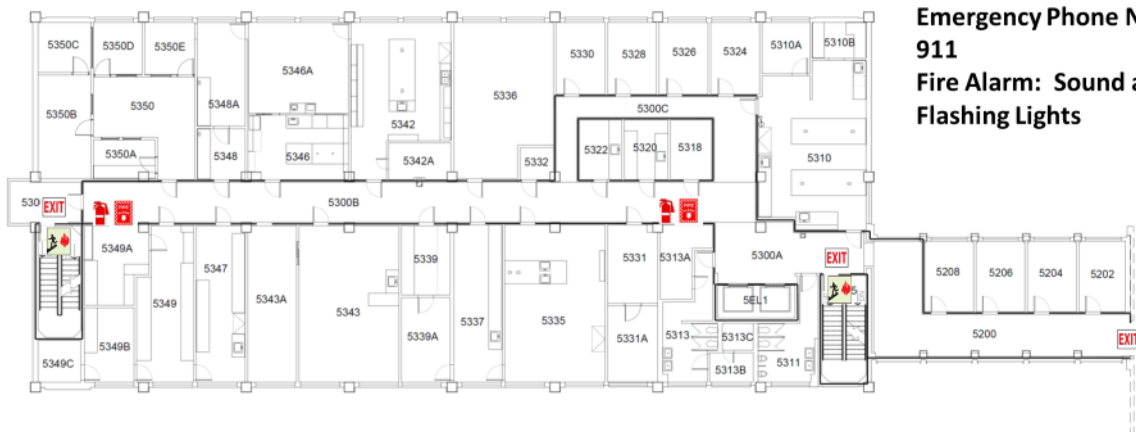 Emergency Phone N
911
Fire Alarm: Sound a
Flashing Lights
5350C 5350D 5350E 5346A 5330 5328 5326 5324 5310A 5310B
5350B 5350 5348A 5342 5336 5300C
5350A 5348 5346 5342A 5332 5322 5320 5318 5310
530 EXIT FIRE 5300B FIRE
5349A 5347 5343A 5343 5339 5337 5335 5331 5313A 5300A EXIT
5349 5339A 5331A 5EL1 5
5349B 5313 5313C 5311
5349C 5313B
5208 5206 5204 5202
5200 EXIT